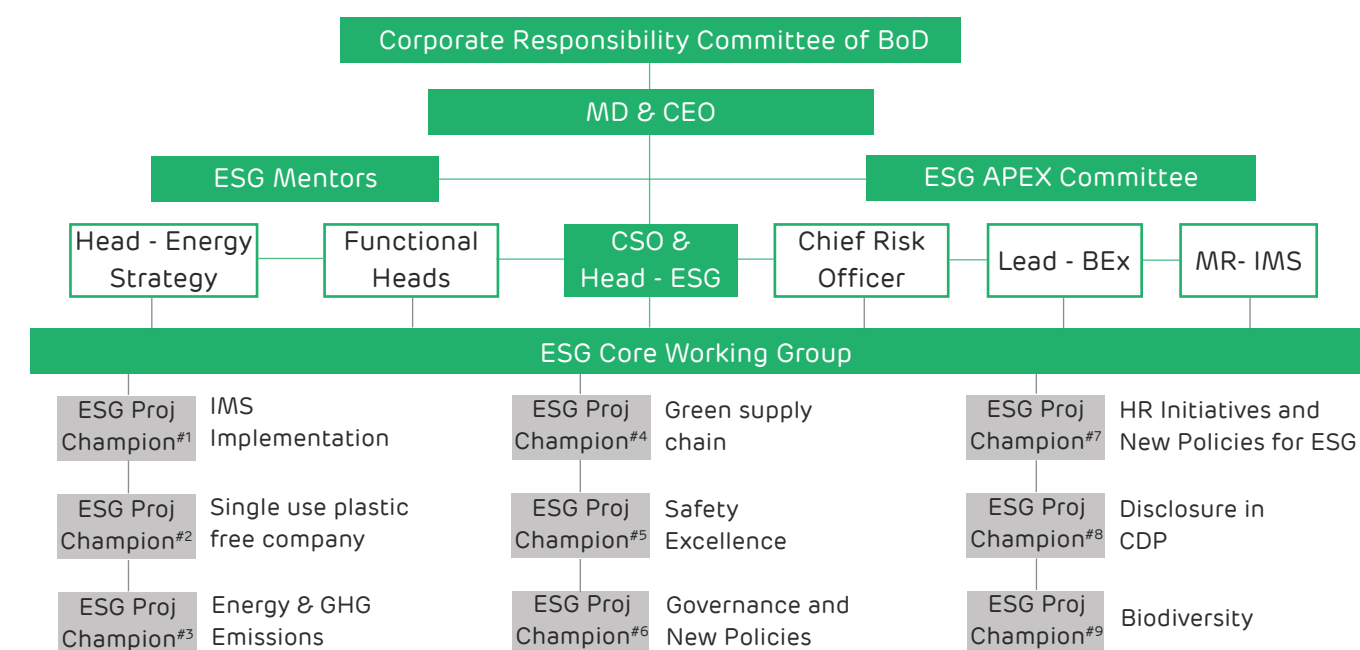 Corporate Responsibility Committee of BoD
MD & CEO
ESG Mentors
ESG APEX Committee
Head - Energy
Strategy
Functional
Heads
CSO &
Head - ESG
Chief Risk
Officer
Lead - BEx
MR- IMS
ESG Core Working Group
ESG Proj
Champion#1
IMS
Implementation
ESG Proj
Champion#2
Single use plastic
free company
ESG Proj
Champion#3
Energy & GHG
Emissions
ESG Proj
Champion#4
Green supply
chain
ESG Proj
Champion#5
Safety
Excellence
ESG Proj
Champion#6
Governance and
New Policies
ESG Proj
Champion#7
HR Initiatives and
New Policies for ESG
ESG Proj
Champion#8
Disclosure in
CDP
ESG Proj
Champion#9
Biodiversity